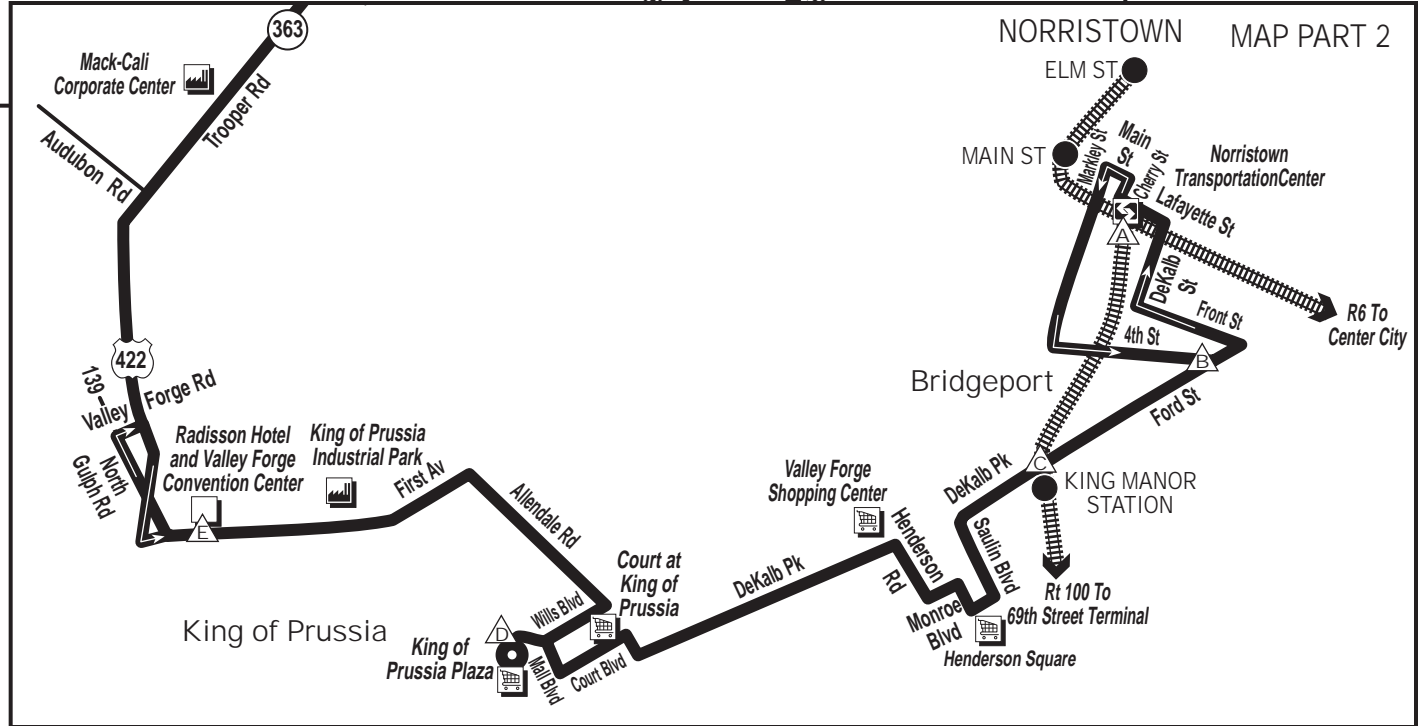 NORRISTOWN
MAP PART 2
363
Mack-Cali
Corporate Center
Trooper Rd
Audubon Rd
ELM ST
MAIN ST
Markley St
Main
St
Cherry St
Norristown
TransportationCenter
Lafayette St
A
DeKalb
St
Front St
R6 To
Center City
4th St
B
Bridgeport
Ford St
422
139
Valley Forge Rd
North
Gulph Rd
Radisson Hotel
and Valley Forge
Convention Center
E
King of Prussia
Industrial Park
First Av
Allendale Rd
Valley Forge
Shopping Center
DeKalb Pk
C
KING MANOR
STATION
Henderson
Rd
Saulin Blvd
Monroe
Blvd
Rt 100 To
69th Street Terminal
Henderson Square
DeKalb Pk
Court at
King of
Prussia
Wills Blvd
D
King of Prussia
King of
Prussia Plaza
Mall Blvd
Court Blvd